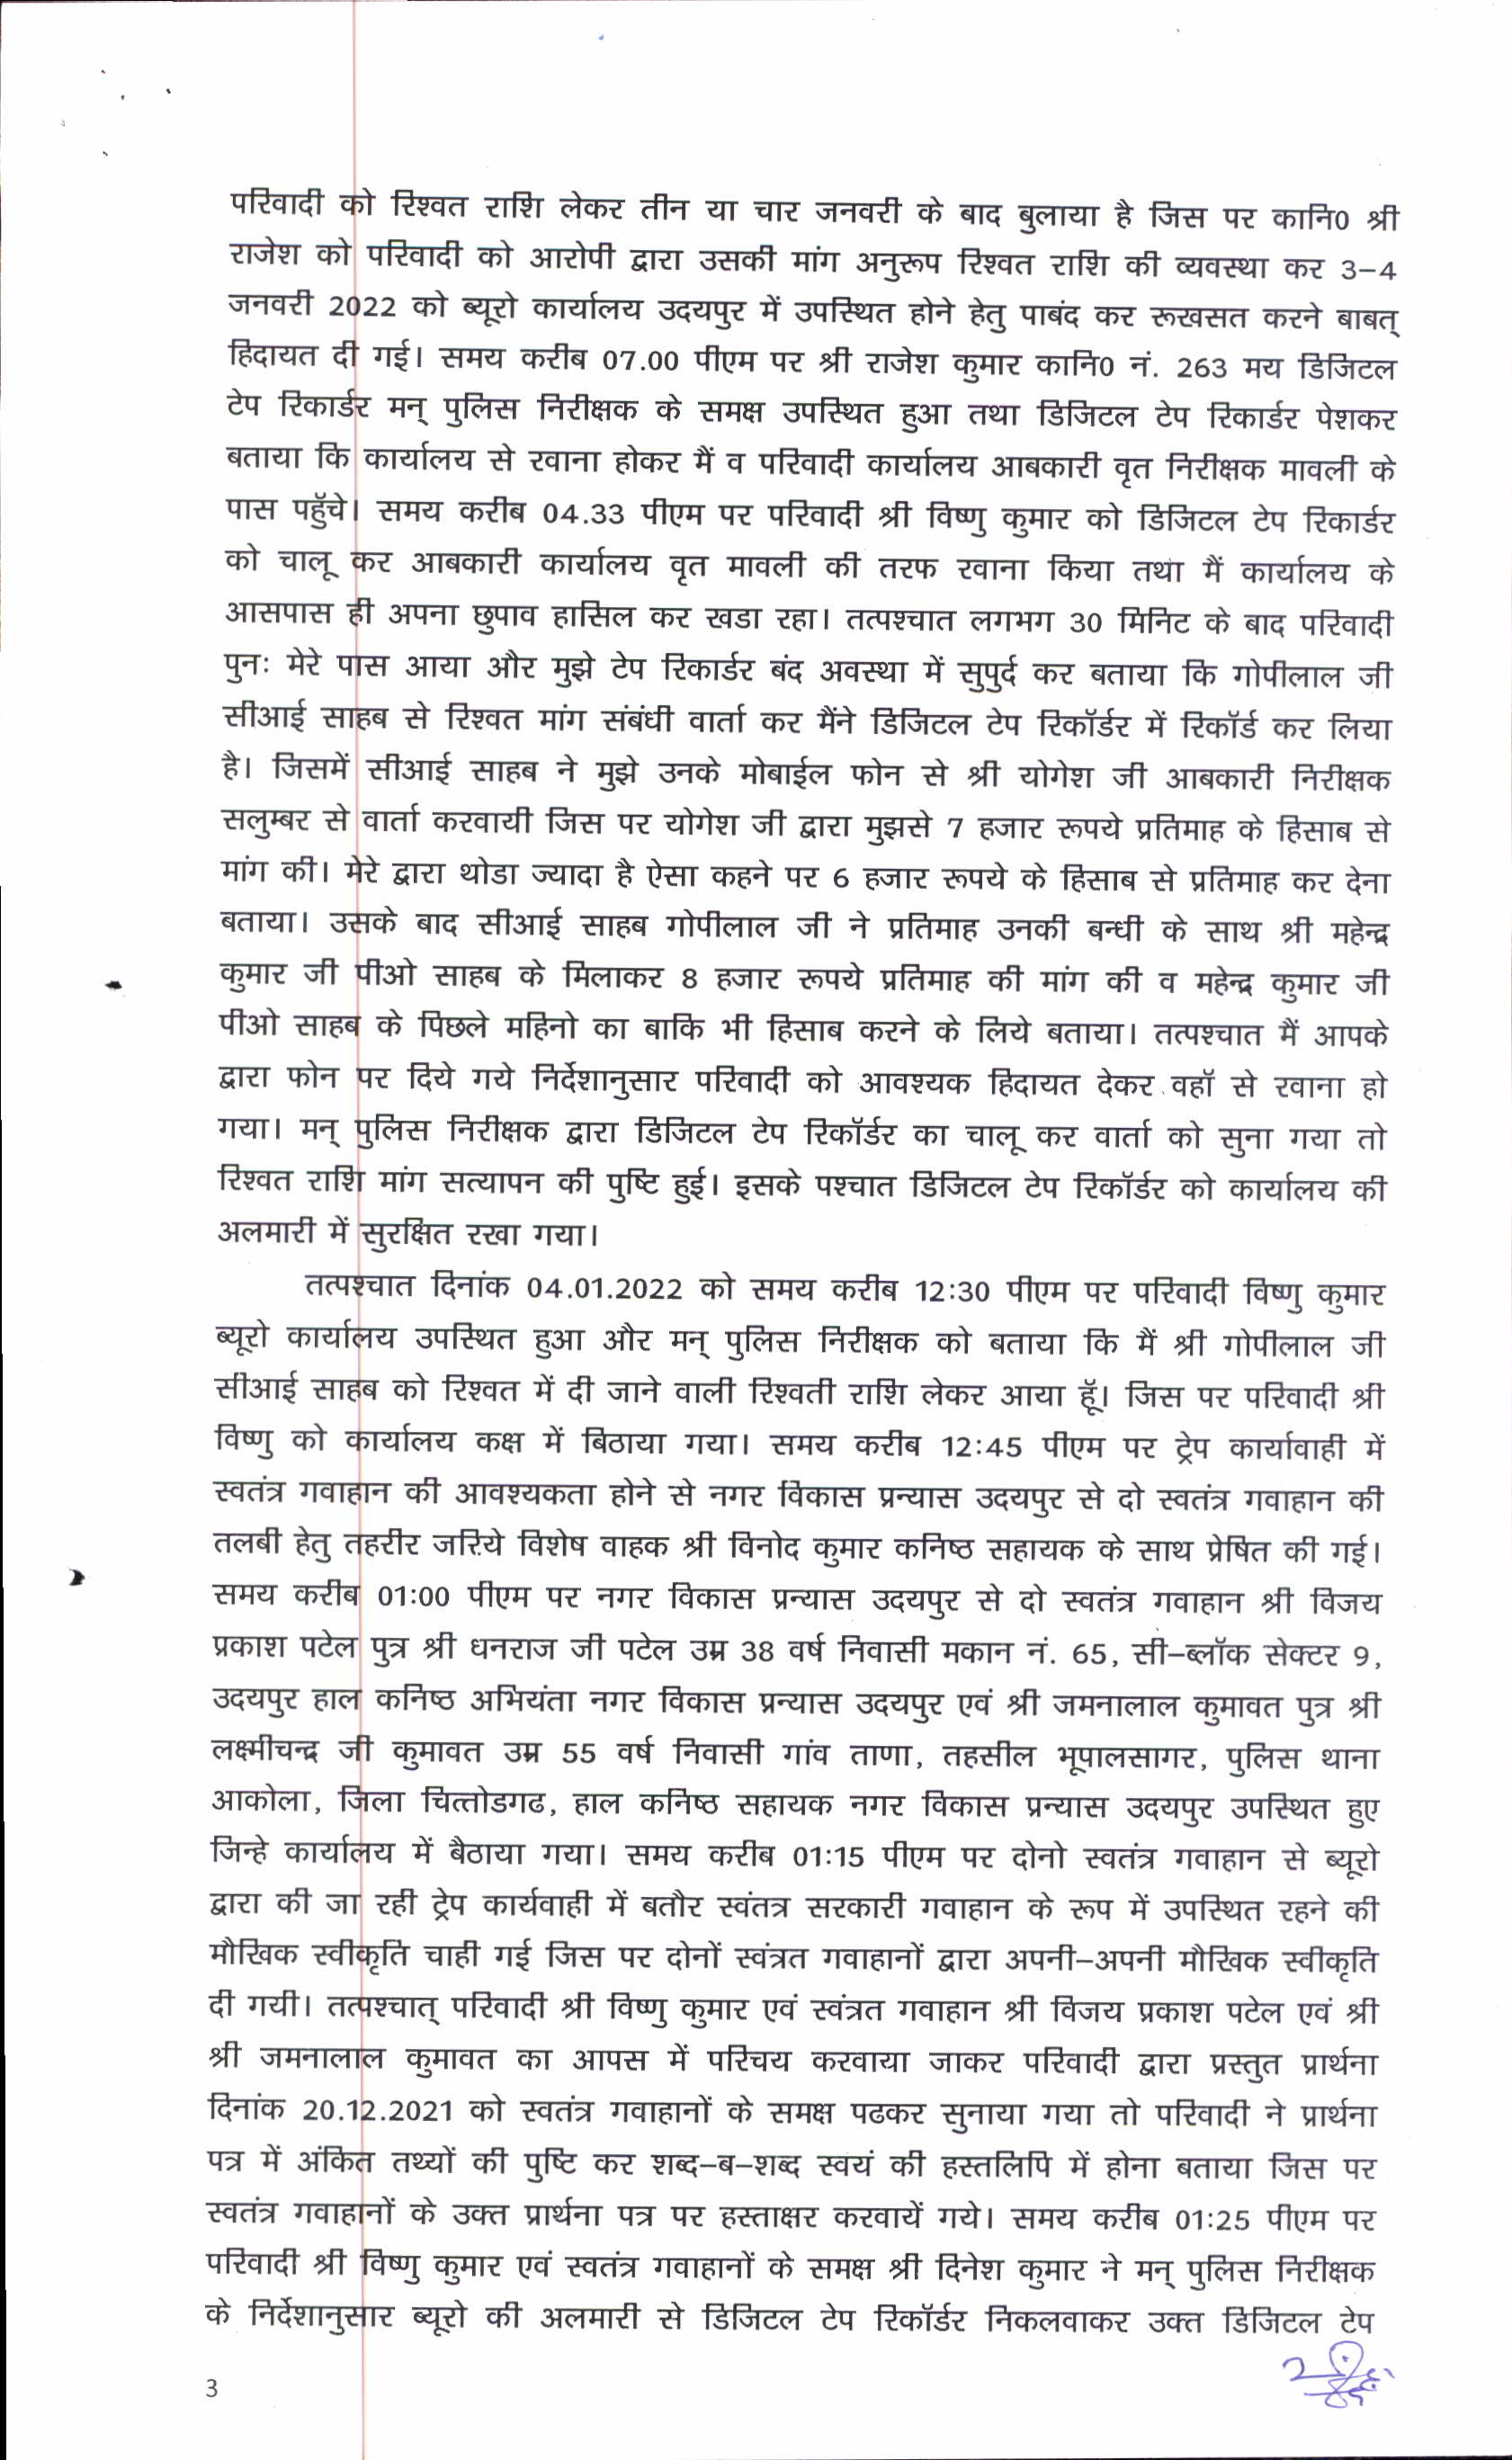 परिवादी को रिश्वत राशि लेकर तीन या चार जनवरी के बाद बुलाया है जिस पर कानि0 श्री
राजेश को परिवादी को आरोपी द्वारा उसकी मांग अनुरूप रिश्वत राशि की व्यवस्था कर 3–4
जनवरी 2022 को ब्यूरो कार्यालय उदयपुर में उपस्थित होने हेतु पाबंद कर रूखसत करने बाबत्
हिदायत दी गई। समय करीब 07.00 पीएम पर श्री राजेश कुमार कानि0 नं. 263 मय डिजिटल
टेप रिकार्डर मन् पुलिस निरीक्षक के समक्ष उपस्थित हुआ तथा डिजिटल टेप रिकार्डर पेशकर
बताया कि कार्यालय से रवाना होकर मैं व परिवादी कार्यालय आबकारी वृत निरीक्षक मावली के
पास पहुॅचे। समय करीब 04.33 पीएम पर परिवादी श्री विष्णु कुमार को डिजिटल टेप रिकार्डर
को चालू कर आबकारी कार्यालय वृत मावली की तरफ रवाना किया तथा मैं कार्यालय के
आसपास ही अपना छुपाव हासिल कर खडा रहा। तत्पश्चात लगभग 30 मिनिट के बाद परिवादी
पुनः मेरे पास आया और मुझे टेप रिकार्डर बंद अवस्था में सुपुर्द कर बताया कि गोपीलाल जी
सीआई साहब से रिश्वत मांग संबंधी वार्ता कर मैंने डिजिटल टेप रिकॉर्डर में रिकॉर्ड कर लिया
है। जिसमें सीआई साहब ने मुझे उनके मोबाईल फोन से श्री योगेश जी आबकारी निरीक्षक
सलुम्बर से वार्ता करवायी जिस पर योगेश जी द्वारा मुझसे 7 हजार रूपये प्रतिमाह के हिसाब से
मांग की। मेरे द्वारा थोडा ज्यादा है ऐसा कहने पर 6 हजार रूपये के हिसाब से प्रतिमाह कर देना
बताया। उसके बाद सीआई साहब गोपीलाल जी ने प्रतिमाह उनकी बन्धी के साथ श्री महेन्द्र
कुमार जी पीओ साहब के मिलाकर 8 हजार रूपये प्रतिमाह की मांग की व महेन्द्र कुमार जी
पीओ साहब के पिछले महिनो का बाकि भी हिसाब करने के लिये बताया। तत्पश्चात मैं आपके
द्वारा फोन पर दिये गये निर्देशानुसार परिवादी को आवश्यक हिदायत देकर वहॉ से रवाना हो
गया। मन् पुलिस निरीक्षक द्वारा डिजिटल टेप रिकॉर्डर का चालू कर वार्ता को सुना गया तो
रिश्वत राशि मांग सत्यापन की पुष्टि हुई। इसके पश्चात डिजिटल टेप रिकॉर्डर को कार्यालय की
अलमारी में सुरक्षित रखा गया।
तत्पश्चात दिनांक 04.01.2022 को समय करीब 12:30 पीएम पर परिवादी विष्णु कुमार
ब्यूरो कार्यालय उपस्थित हुआ और मन् पुलिस निरीक्षक को बताया कि मैं श्री गोपीलाल जी
सीआई साहब को रिश्वत में दी जाने वाली रिश्वती राशि लेकर आया हूॅ। जिस पर परिवादी श्री
विष्णु को कार्यालय कक्ष में बिठाया गया। समय करीब 12:45 पीएम पर ट्रेप कार्यावाही में
स्वतंत्र गवाहान की आवश्यकता होने से नगर विकास प्रन्यास उदयपुर से दो स्वतंत्र गवाहान की
तलबी हेतु तहरीर जरिये विशेष वाहक श्री विनोद कुमार कनिष्ठ सहायक के साथ प्रेषित की गई।
समय करीब 01:00 पीएम पर नगर विकास प्रन्यास उदयपुर से दो स्वतंत्र गवाहान श्री विजय
प्रकाश पटेल पुत्र श्री धनराज जी पटेल उम्र 38 वर्ष निवासी मकान नं. 65, सी–ब्लॉक सेक्टर 9,
उदयपुर हाल कनिष्ठ अभियंता नगर विकास प्रन्यास उदयपुर एवं श्री जमनालाल कुमावत पुत्र श्री
लक्ष्मीचन्द्र जी कुमावत उम्र 55 वर्ष निवासी गांव ताणा, तहसील भूपालसागर, पुलिस थाना
आकोला, जिला चित्तोडगढ, हाल कनिष्ठ सहायक नगर विकास प्रन्यास उदयपुर उपस्थित हुए
जिन्हे कार्यालय में बैठाया गया। समय करीब 01:15 पीएम पर दोनो स्वतंत्र गवाहान से ब्यूरो
द्वारा की जा रही ट्रेप कार्यवाही में बतौर स्वंतत्र सरकारी गवाहान के रूप में उपस्थित रहने की
मौखिक स्वीकृति चाही गई जिस पर दोनों स्वंत्रत गवाहानों द्वारा अपनी–अपनी मौखिक स्वीकृति
दी गयी। तत्पश्चात् परिवादी श्री विष्णु कुमार एवं स्वंत्रत गवाहान श्री विजय प्रकाश पटेल एवं श्री
श्री जमनालाल कुमावत का आपस में परिचय करवाया जाकर परिवादी द्वारा प्रस्तुत प्रार्थना
दिनांक 20.12.2021 को स्वतंत्र गवाहानों के समक्ष पढकर सुनाया गया तो परिवादी ने प्रार्थना
पत्र में अंकित तथ्यों की पुष्टि कर शब्द–ब–शब्द स्वयं की हस्तलिपि में होना बताया जिस पर
स्वतंत्र गवाहानों के उक्त प्रार्थना पत्र पर हस्ताक्षर करवायें गये। समय करीब 01:25 पीएम पर
परिवादी श्री विष्णु कुमार एवं स्वतंत्र गवाहानों के समक्ष श्री दिनेश कुमार ने मन् पुलिस निरीक्षक
के निर्देशानुसार ब्यूरो की अलमारी से डिजिटल टेप रिकॉर्डर निकलवाकर उक्त डिजिटल टेप
3